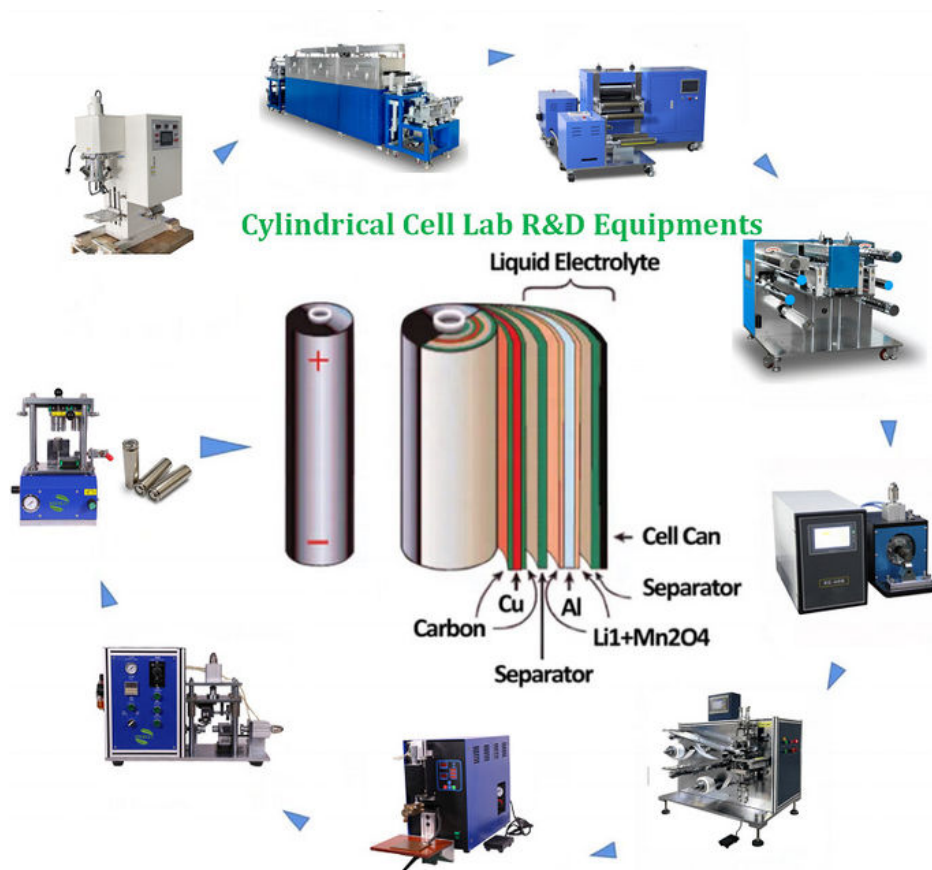 Cylindrical Cell Lab R&D Equipments
Liquid Electrolyte
+
−
Cell Can
Separator
Cu
Al
Carbon
Li1+Mn2O4
Separator